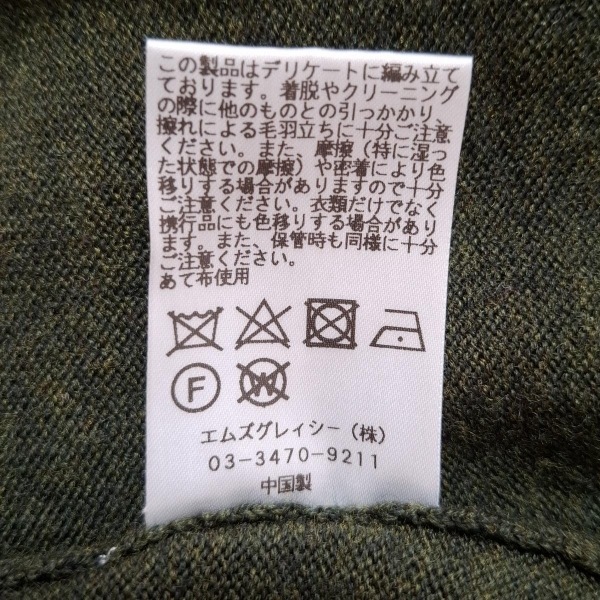 この製品はデリケートに編み立て
ております。着脱やクリーニング
の際に他のものとの引っかかり、
擦れによる毛羽立ちに十分ご注意
ください。また、摩擦（特に湿っ
た状態での摩擦）や密着により色
移りする場合がありますので十分
ご注意ください。衣類だけでなく
携行品にも色移りする場合があり
ます。また、保管時も同様に十分
ご注意ください。
あて布使用
F W
エムズグレイシー（株）
03-3470-9211
中国製